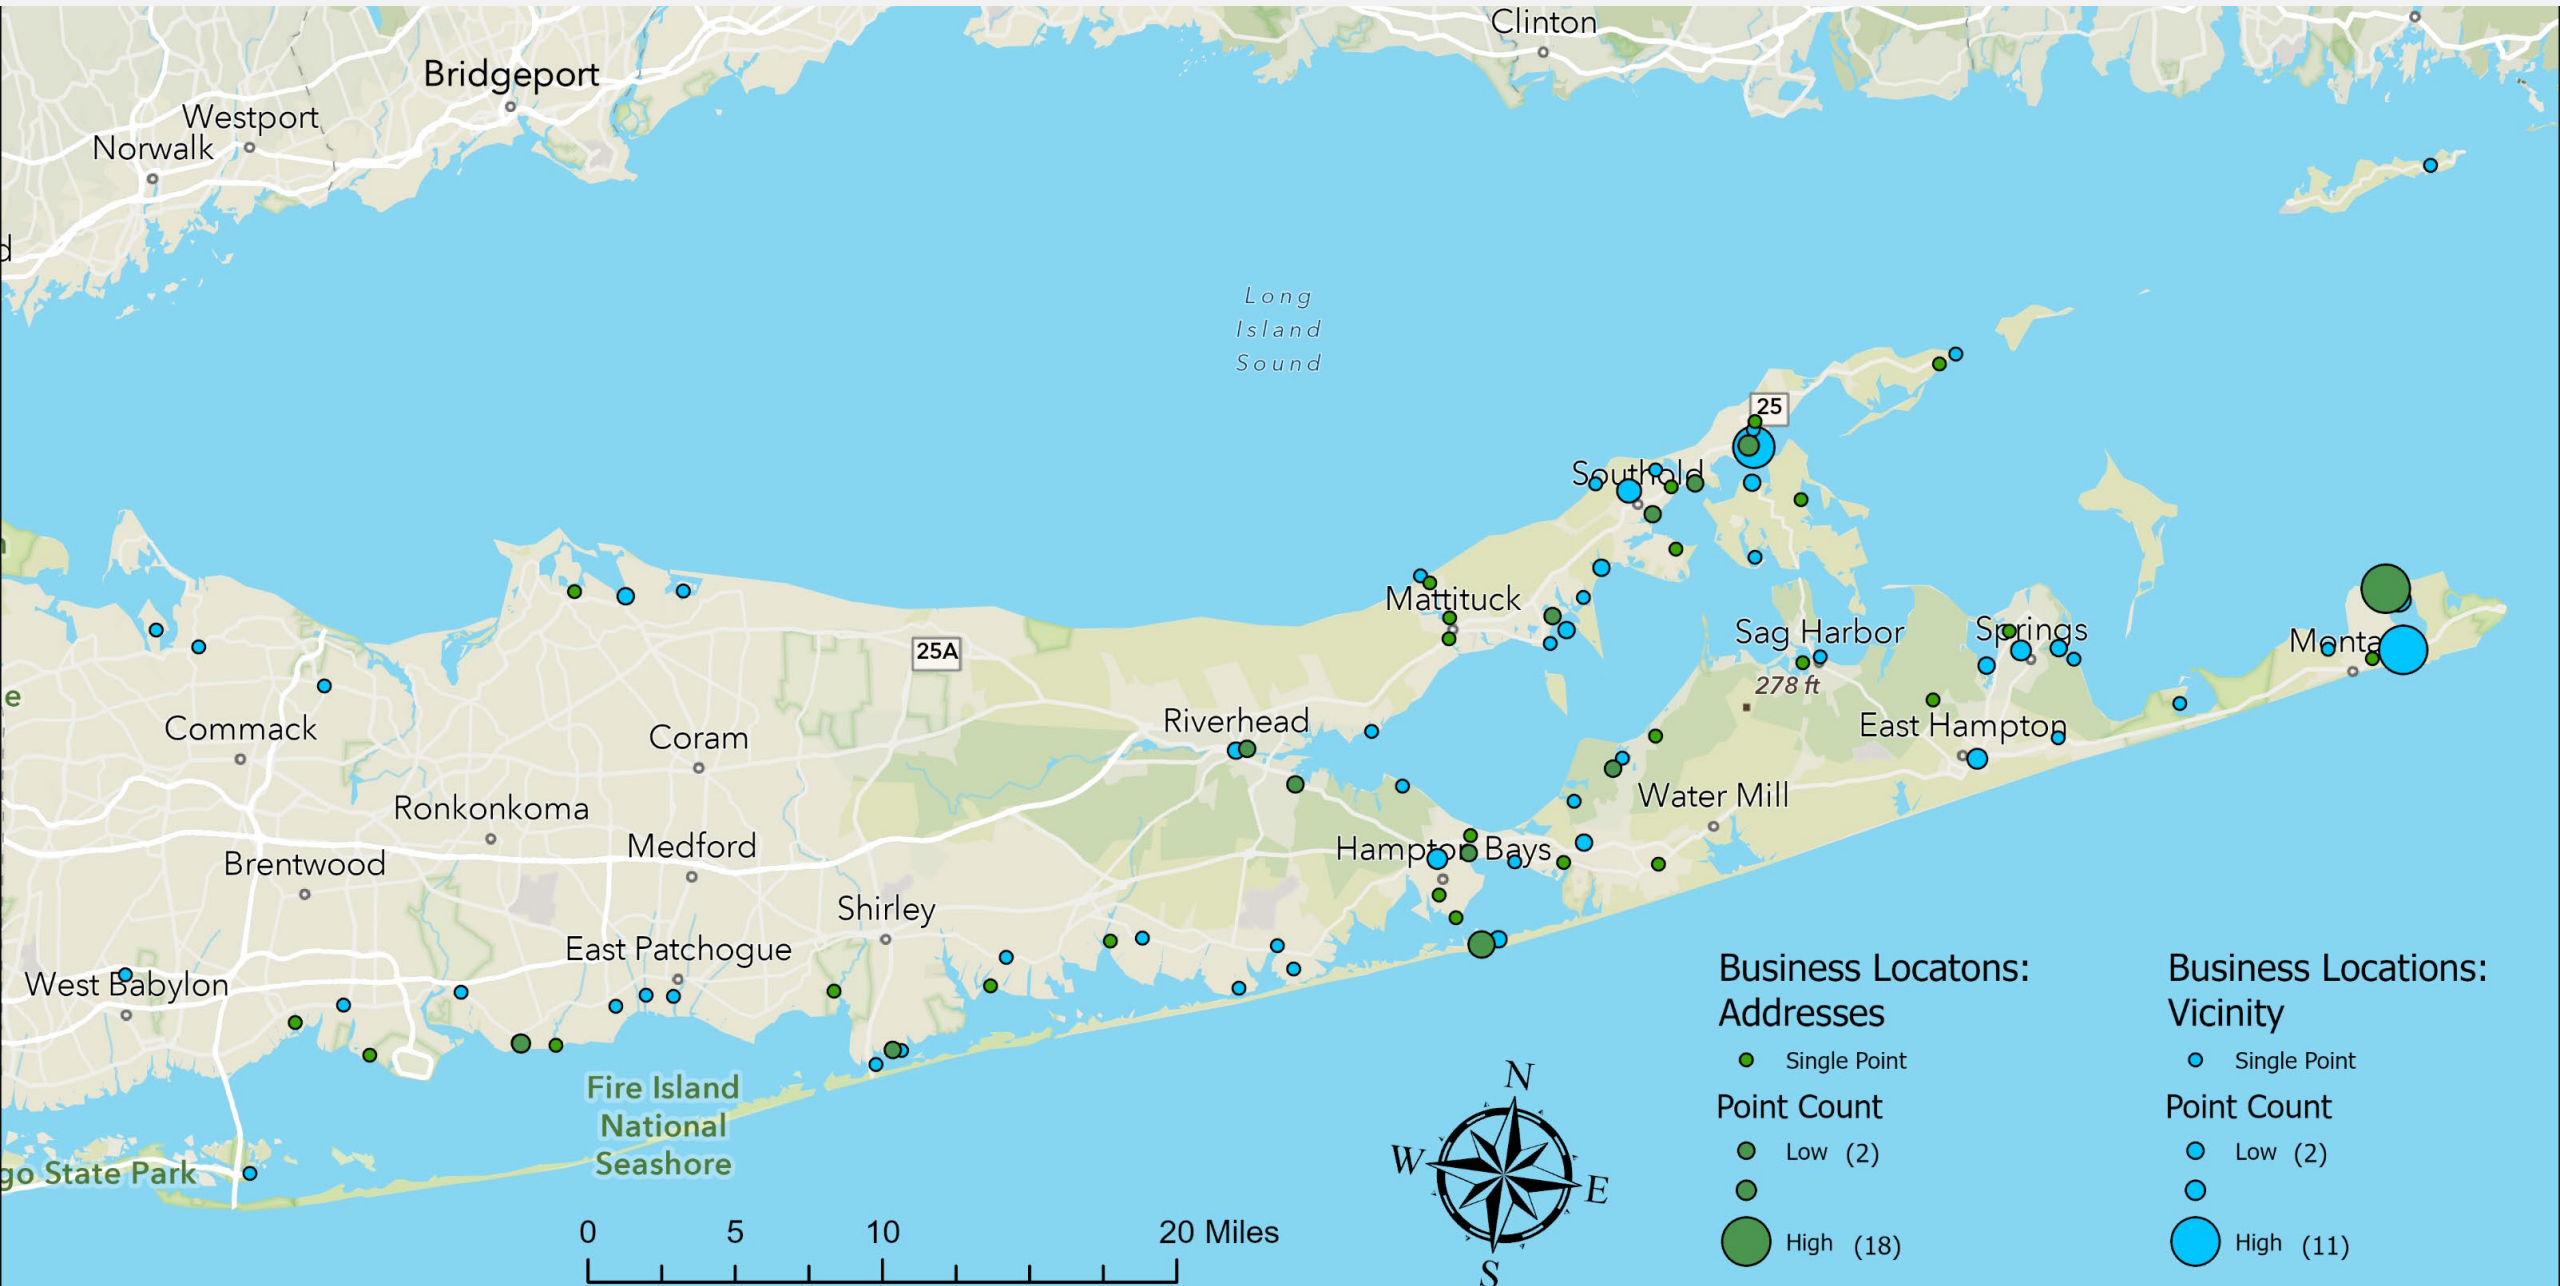 Clinton
Bridgeport
Westport
Norwalk
d
Long
Island
Sound
25
Southold
Mattituck
Sag Harbor
Springs
Monta
25A
278 ft
e
Commack
Coram
Riverhead
East Hampton
Ronkonkoma
Water Mill
Medford
Hampton Bays
Brentwood
Shirley
East Patchogue
West Babylon
Fire Island
National
Seashore
go State Park
Business Locatons:
Addresses
Single Point
Point Count
Low (2)
High (18)
Business Locations:
Vicinity
Single Point
Point Count
Low (2)
High (11)
N
W
E
S
0 5 10 20 Miles